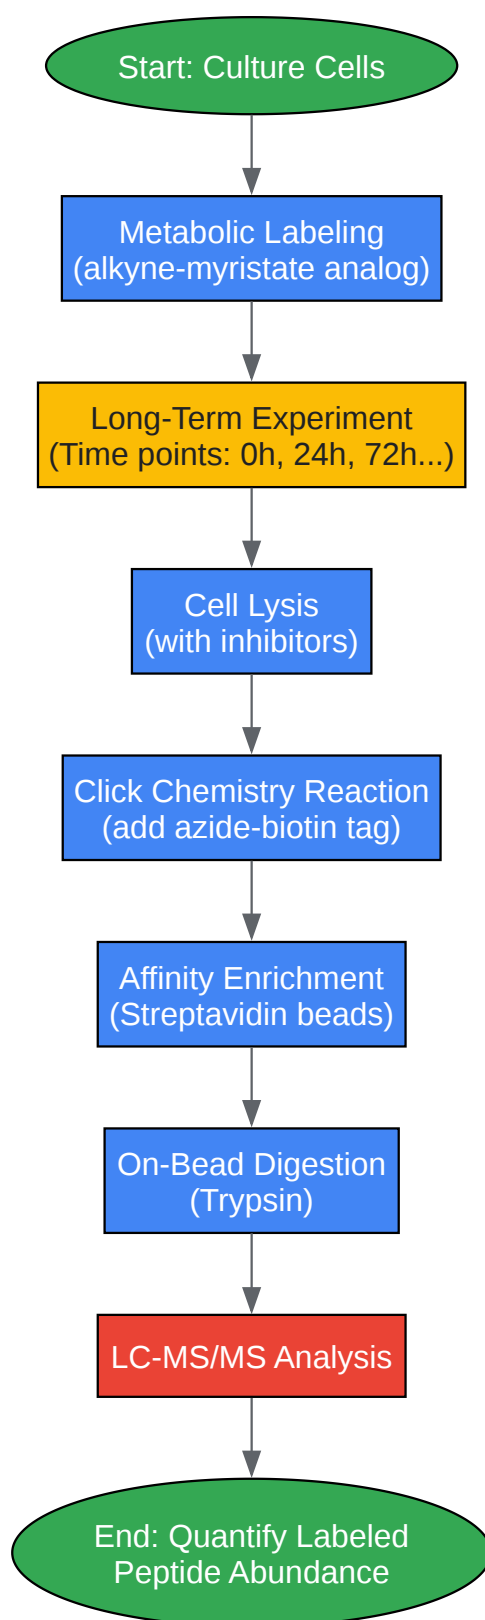 Start: Culture Cells
Metabolic Labeling
(alkyne-myristate analog)
Long-Term Experiment
(Time points: 0h, 24h, 72h...)
Cell Lysis
(with inhibitors)
Click Chemistry Reaction
(add azide-biotin tag)
Affinity Enrichment
(Streptavidin beads)
On-Bead Digestion
(Trypsin)
LC-MS/MS Analysis
End: Quantify Labeled
Peptide Abundance